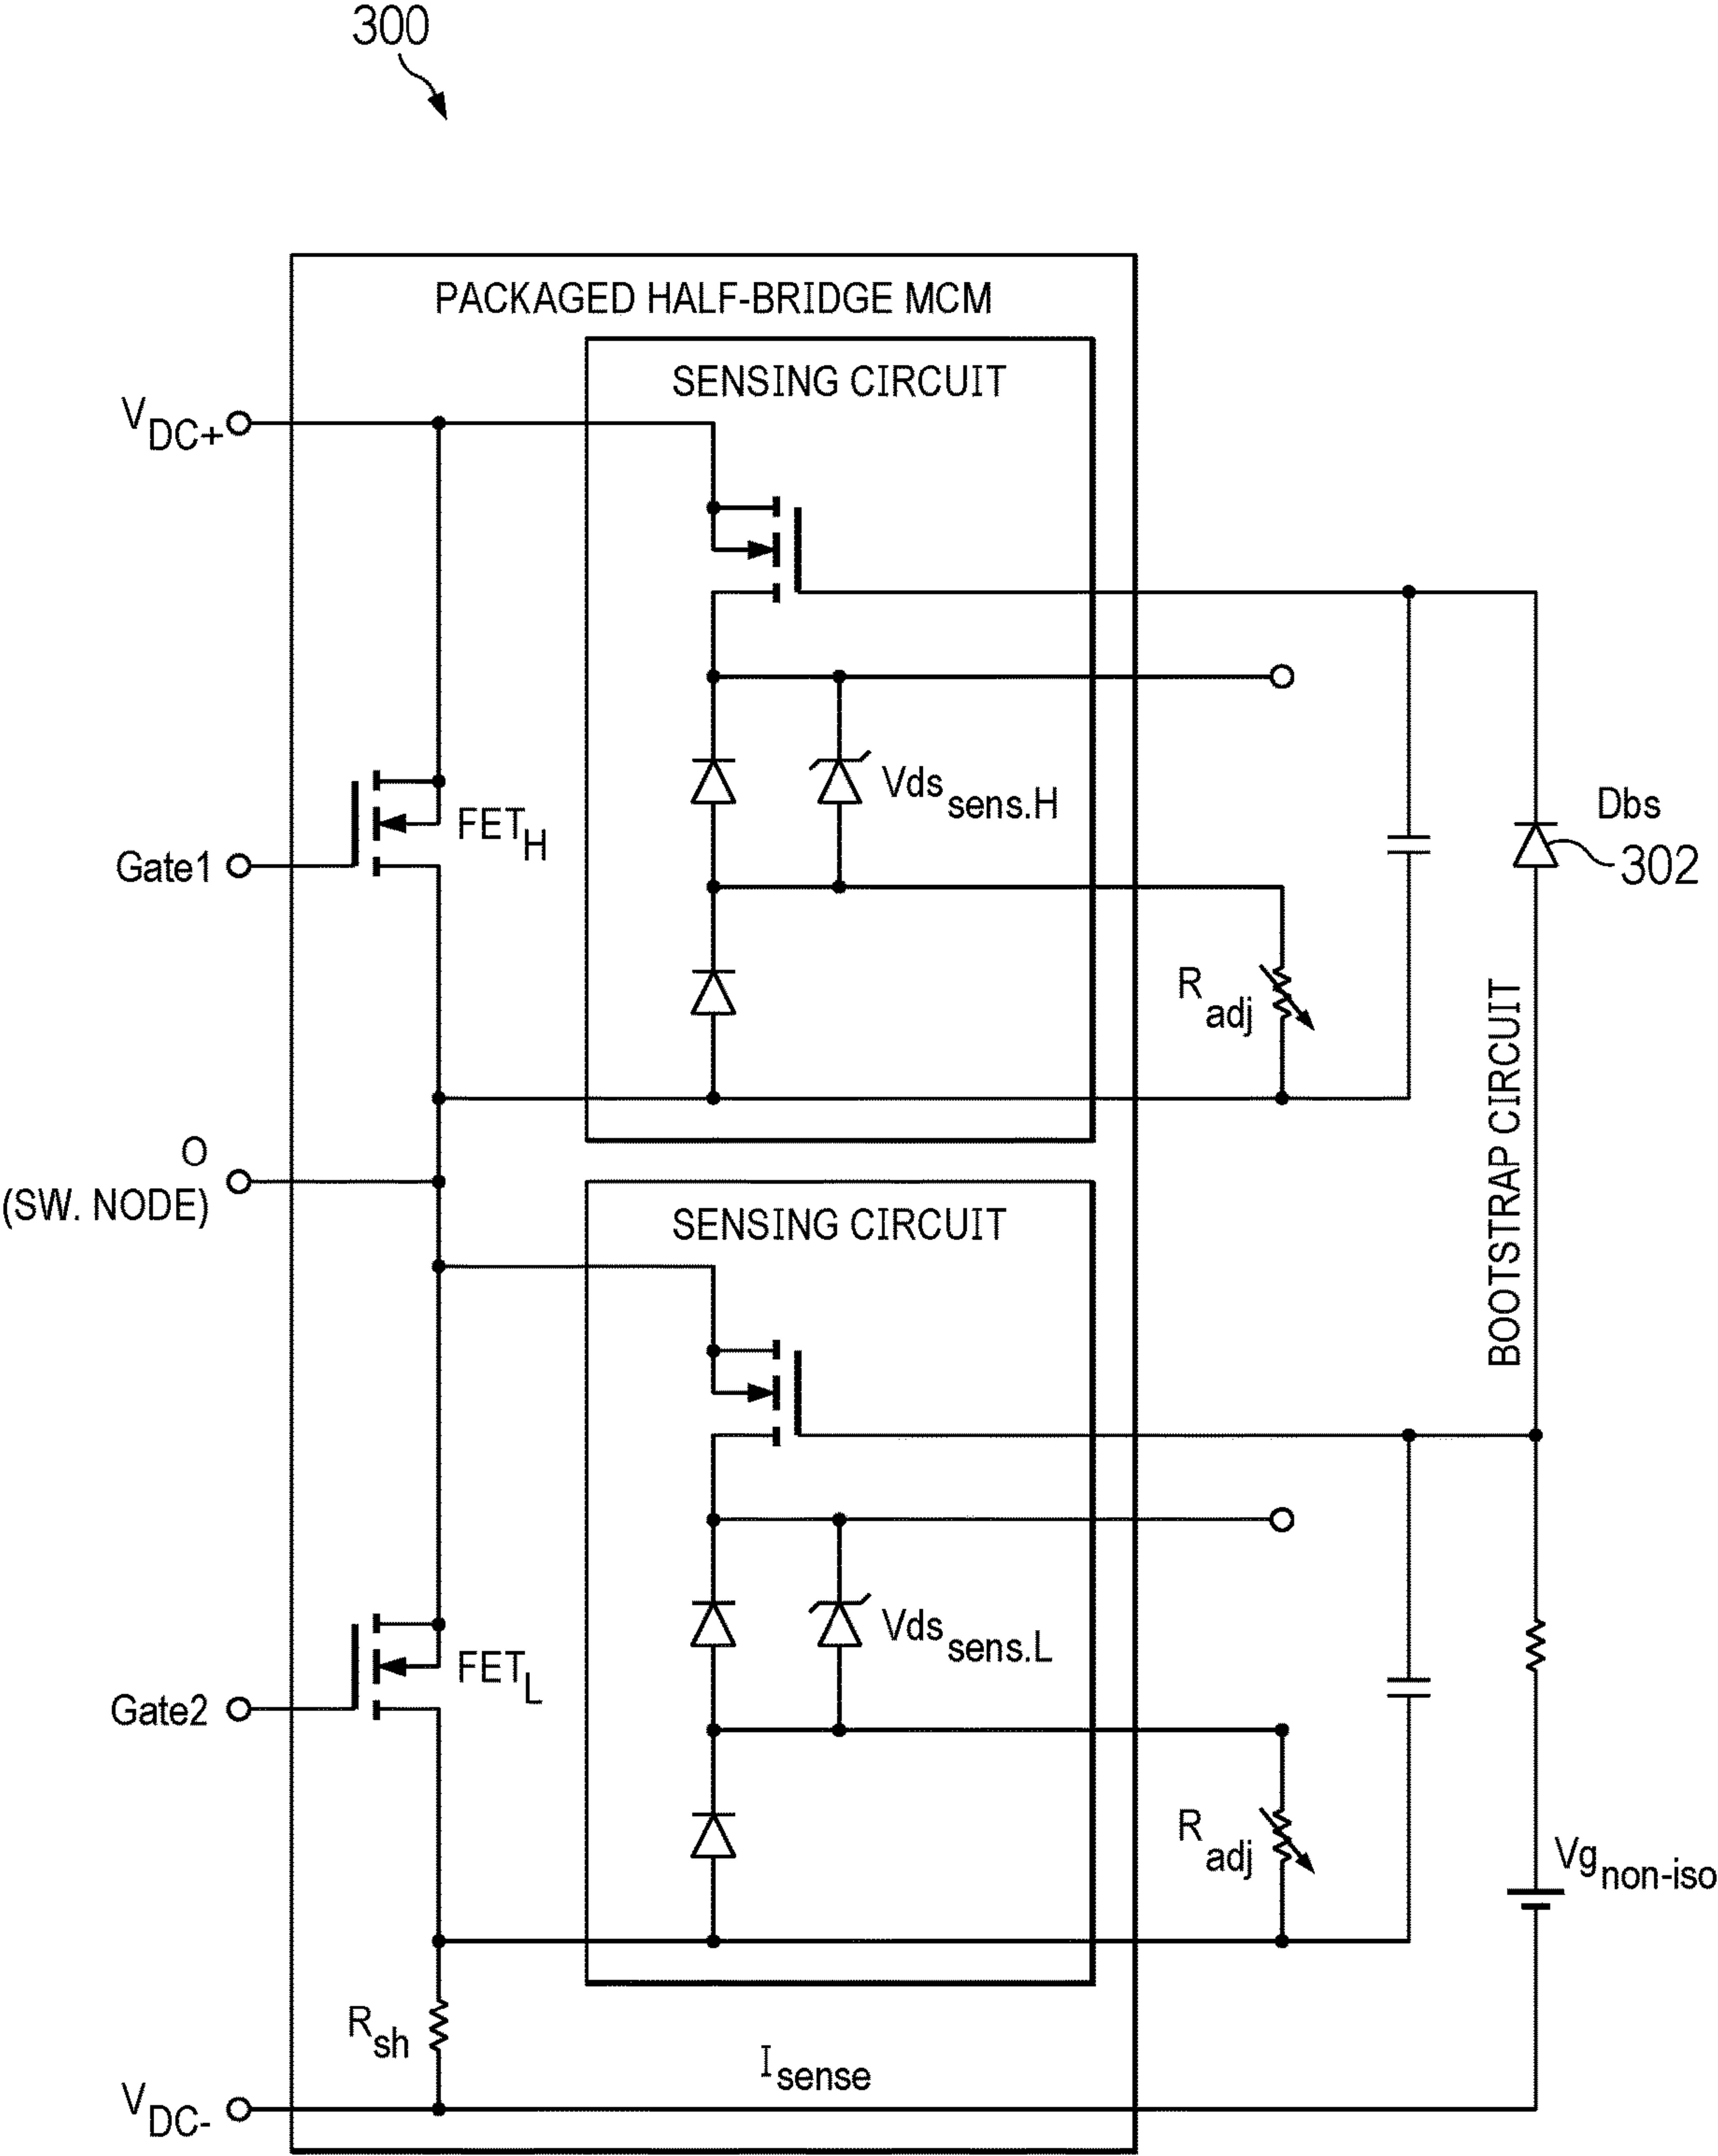 300
PACKAGED HALF-BRIDGE MCM
SENSING CIRCUIT
VDC+
FETH
Gate1
Vdssens.H
Dbs
302
Radj
BOOTSTRAP CIRCUIT
O
(SW. NODE)
SENSING CIRCUIT
FETL
Gate2
Vdssens.L
Radj
Vgnon-iso
Rsh
Isense
VDC-